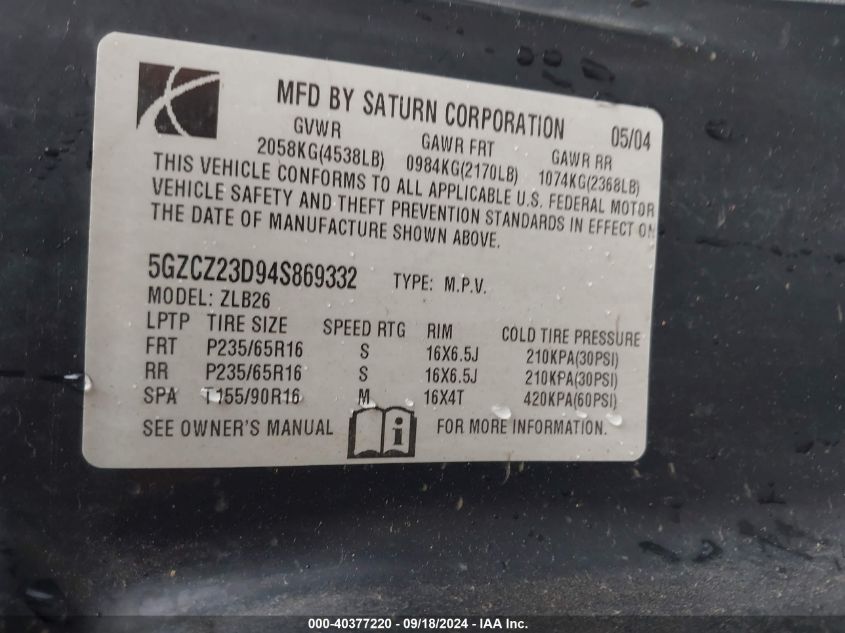 MFD BY SATURN CORPORATION 05/04
GVWR GAWR FRT GAWR RR
2058KG(4538LB) 0984KG(2170LB) 1074KG(2368LB)
THIS VEHICLE CONFORMS TO ALL APPLICABLE U.S. FEDERAL MOTOR
VEHICLE SAFETY AND THEFT PREVENTION STANDARDS IN EFFECT ON
THE DATE OF MANUFACTURE SHOWN ABOVE.
5GZCZ23D94S869332 TYPE: M.P.V.
MODEL: ZLB26
LPTP TIRE SIZE SPEED RTG RIM COLD TIRE PRESSURE
FRT P235/65R16 S 16X6.5J 210KPA(30PSI)
RR P235/65R16 S 16X6.5J 210KPA(30PSI)
SPA T155/90R16 M 16X4T 420KPA(60PSI)
SEE OWNER'S MANUAL i FOR MORE INFORMATION.
000-40377220 - 09/18/2024 - IAA Inc.